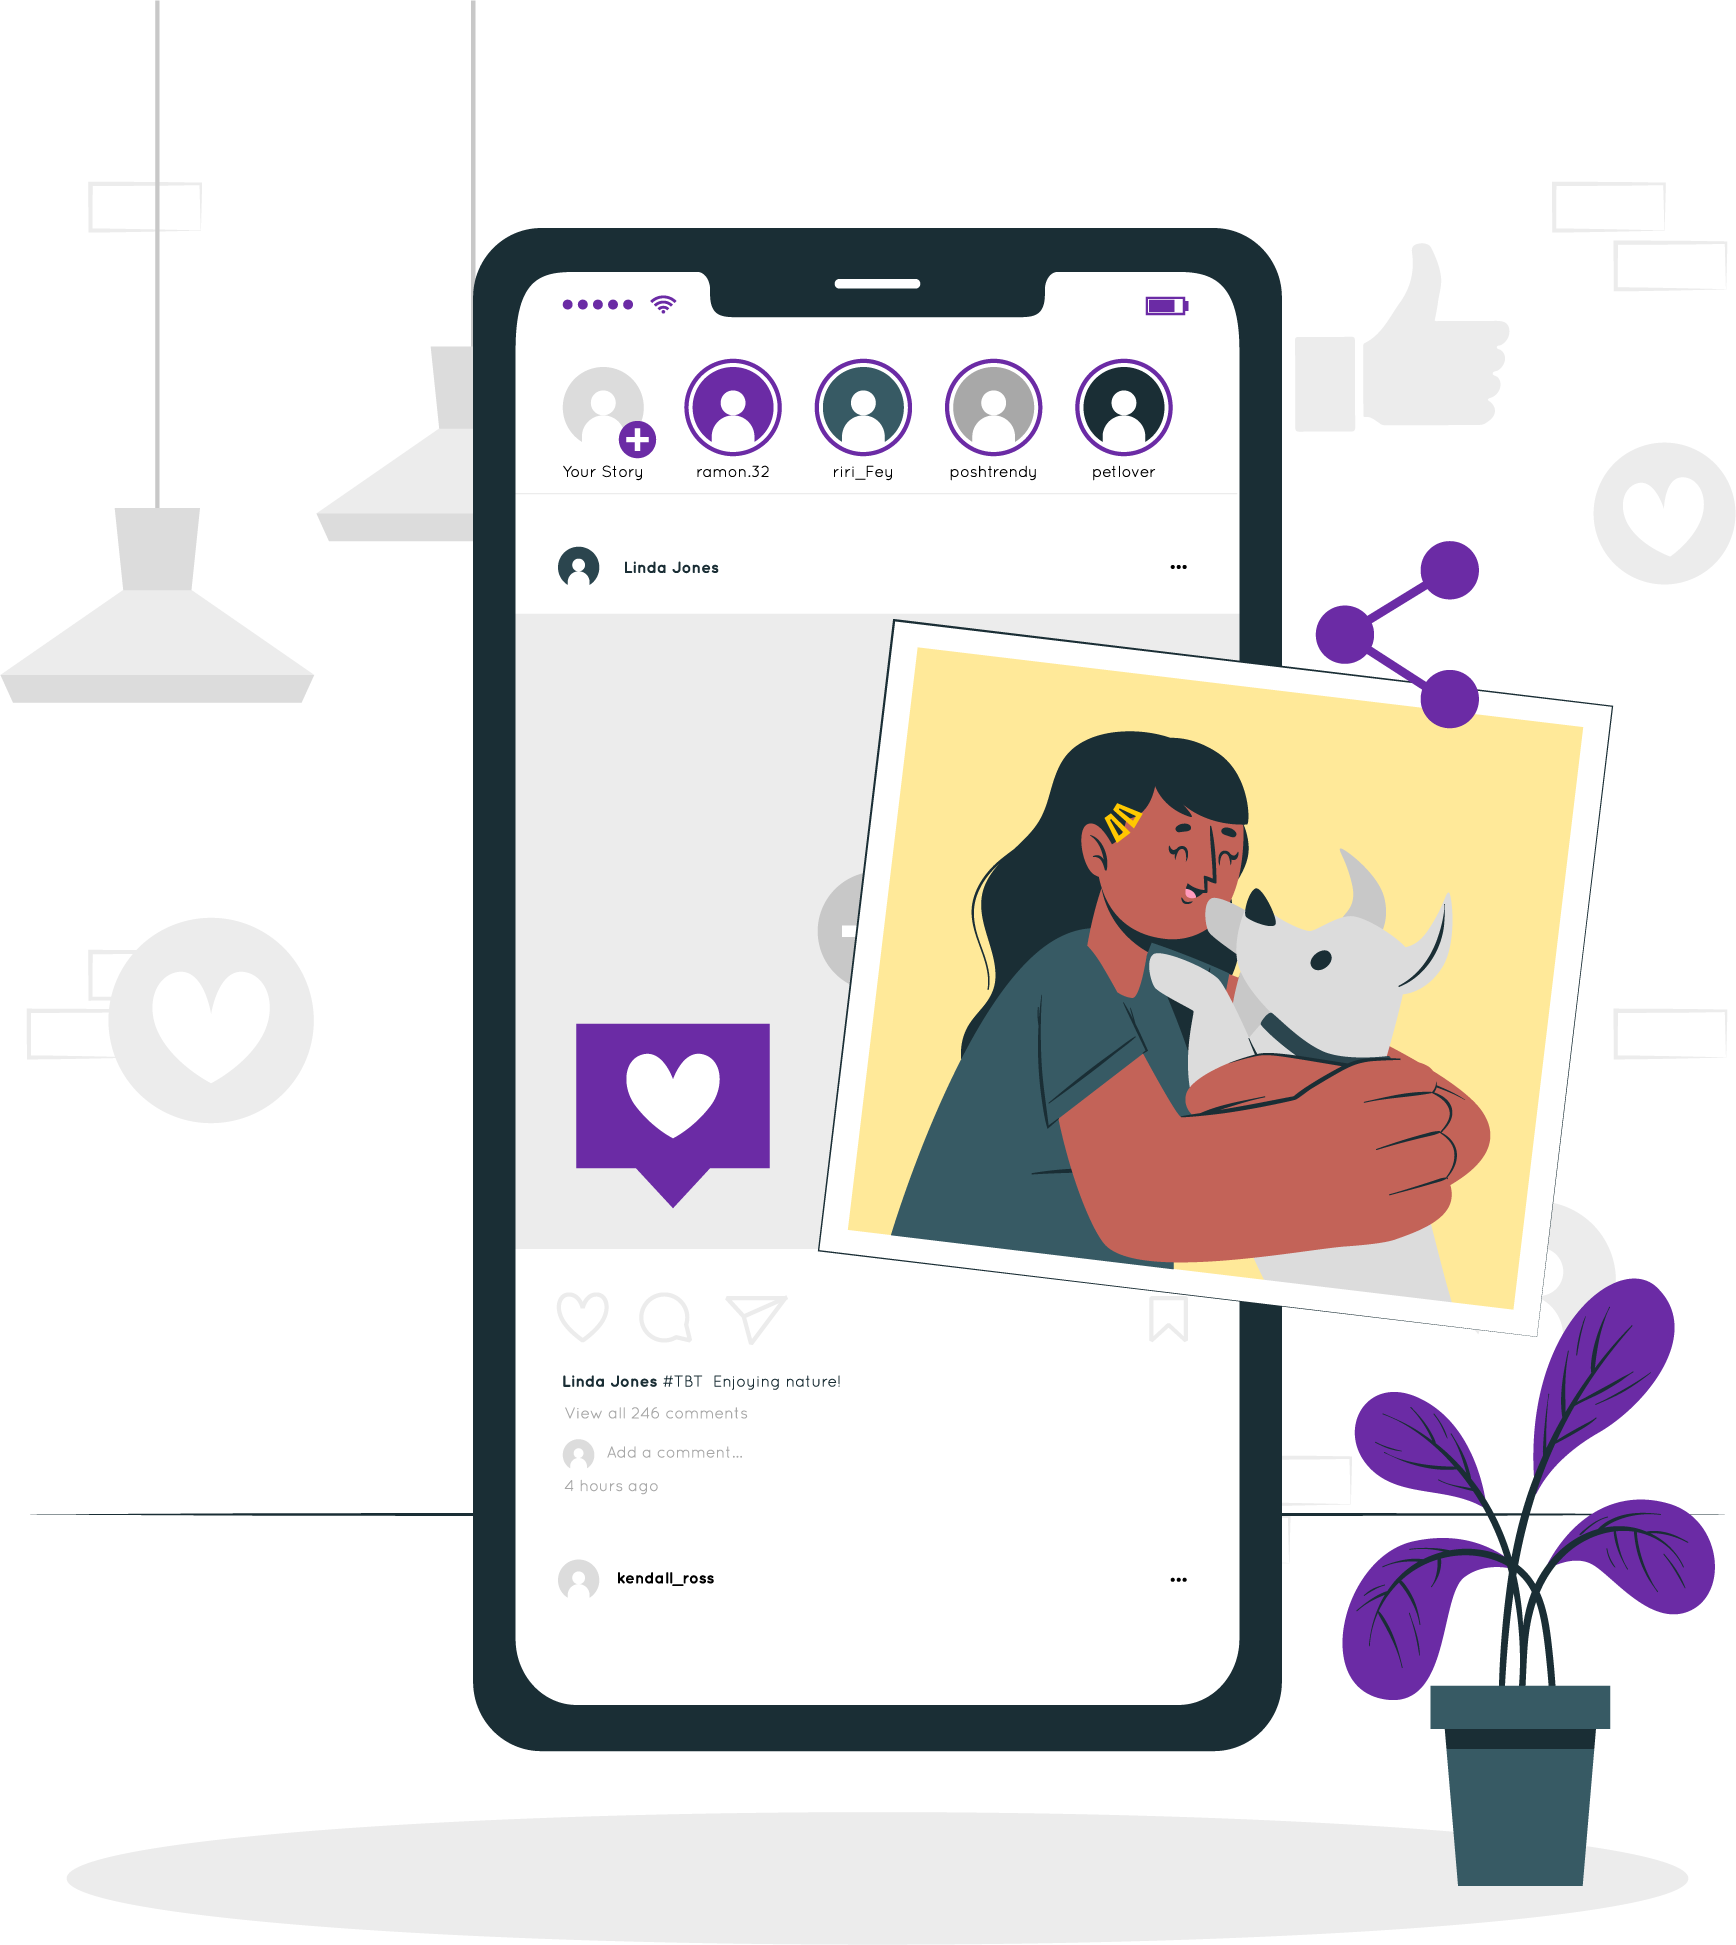 Your Story
ramon.32
riri_Fey
poshtrendy
petlover
Linda Jones
Linda Jones #TBT Enjoying nature!
View all 246 comments
Add a comment...
4 hours ago
kendall_ross